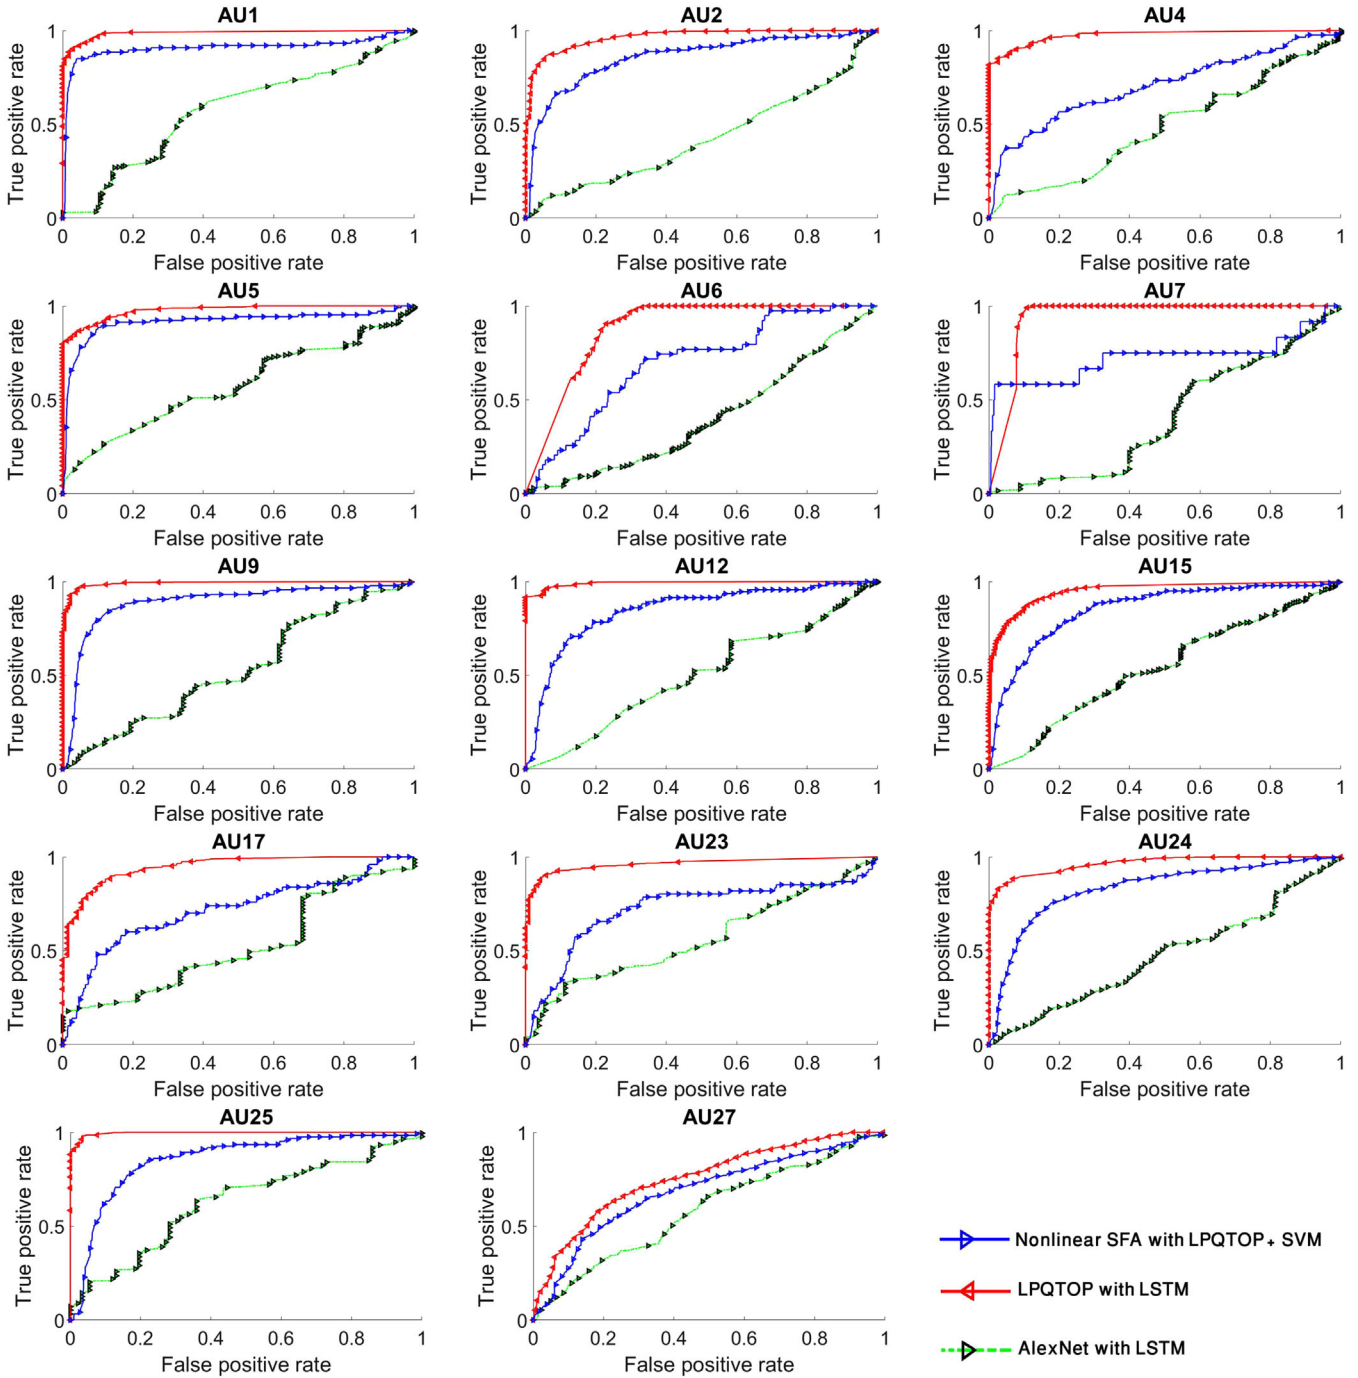 AU1
AU2
AU4
True positive rate
1
0.5
0
0 0.2 0.4 0.6 0.8 1
False positive rate
True positive rate
1
0.5
0
0 0.2 0.4 0.6 0.8 1
False positive rate
True positive rate
1
0.5
0
0 0.2 0.4 0.6 0.8 1
False positive rate
AU5
AU6
AU7
True positive rate
1
0.5
0
0 0.2 0.4 0.6 0.8 1
False positive rate
True positive rate
1
0.5
0
0 0.2 0.4 0.6 0.8 1
False positive rate
True positive rate
1
0.5
0
0 0.2 0.4 0.6 0.8 1
False positive rate
AU9
AU12
AU15
True positive rate
1
0.5
0
0 0.2 0.4 0.6 0.8 1
False positive rate
True positive rate
1
0.5
0
0 0.2 0.4 0.6 0.8 1
False positive rate
True positive rate
1
0.5
0
0 0.2 0.4 0.6 0.8 1
False positive rate
AU17
AU23
AU24
True positive rate
1
0.5
0
0 0.2 0.4 0.6 0.8 1
False positive rate
True positive rate
1
0.5
0
0 0.2 0.4 0.6 0.8 1
False positive rate
True positive rate
1
0.5
0
0 0.2 0.4 0.6 0.8 1
False positive rate
AU25
AU27
True positive rate
1
0.5
0
0 0.2 0.4 0.6 0.8 1
False positive rate
True positive rate
1
0.5
0
0 0.2 0.4 0.6 0.8 1
False positive rate
Nonlinear SFA with LPQTOP + SVM
LPQTOP with LSTM
AlexNet with LSTM